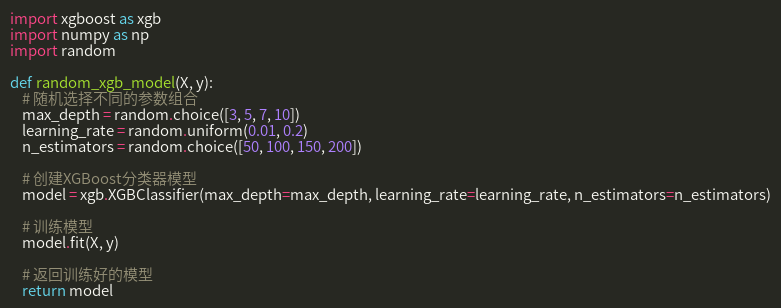 import xgboost as xgb
import numpy as np
import random

def random_xgb_model(X, y):
    # 随机选择不同的参数组合
    max_depth = random.choice([3, 5, 7, 10])
    learning_rate = random.uniform(0.01, 0.2)
    n_estimators = random.choice([50, 100, 150, 200])

    # 创建XGBoost分类器模型
    model = xgb.XGBClassifier(max_depth=max_depth, learning_rate=learning_rate, n_estimators=n_estimators)

    # 训练模型
    model.fit(X, y)

    # 返回训练好的模型
    return model